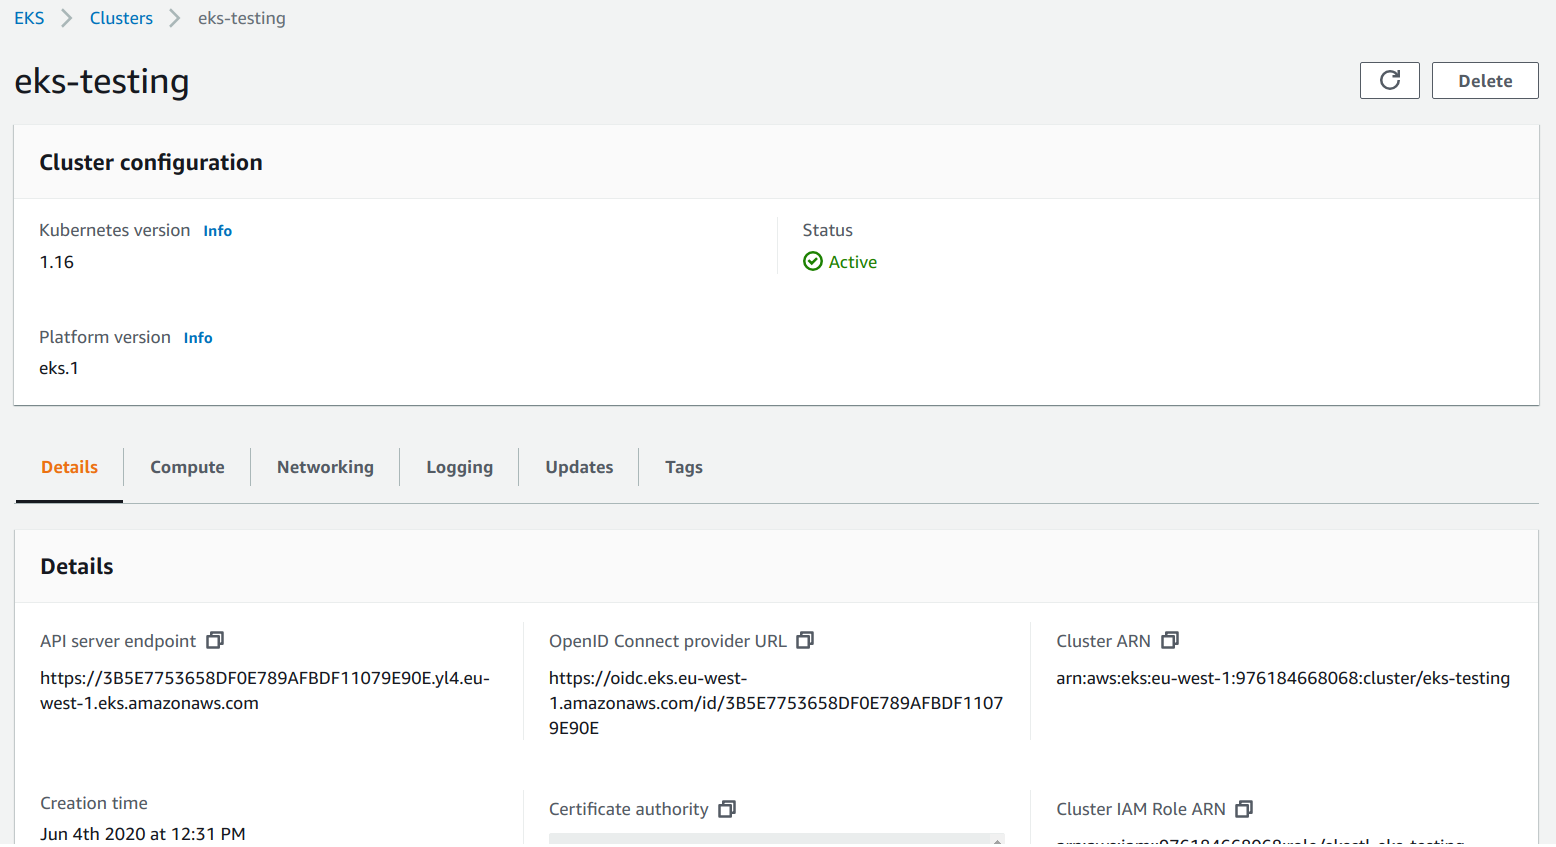 EKS > Clusters > eks-testing
eks-testing
Delete
Cluster configuration
Kubernetes version Info
1.16
Status
Active
Platform version Info
eks.1
Details Compute Networking Logging Updates Tags
Details
API server endpoint
https://3B5E7753658DF0E789AFBDF11079E90E.yl4.eu-
west-1.eks.amazonaws.com
OpenID Connect provider URL
https://oidc.eks.eu-west-
1.amazonaws.com/id/3B5E7753658DF0E789AFBDF1107
9E90E
Cluster ARN
arn:aws:eks:eu-west-1:976184668068:cluster/eks-testing
Creation time
Jun 4th 2020 at 12:31 PM
Certificate authority
Cluster IAM Role ARN